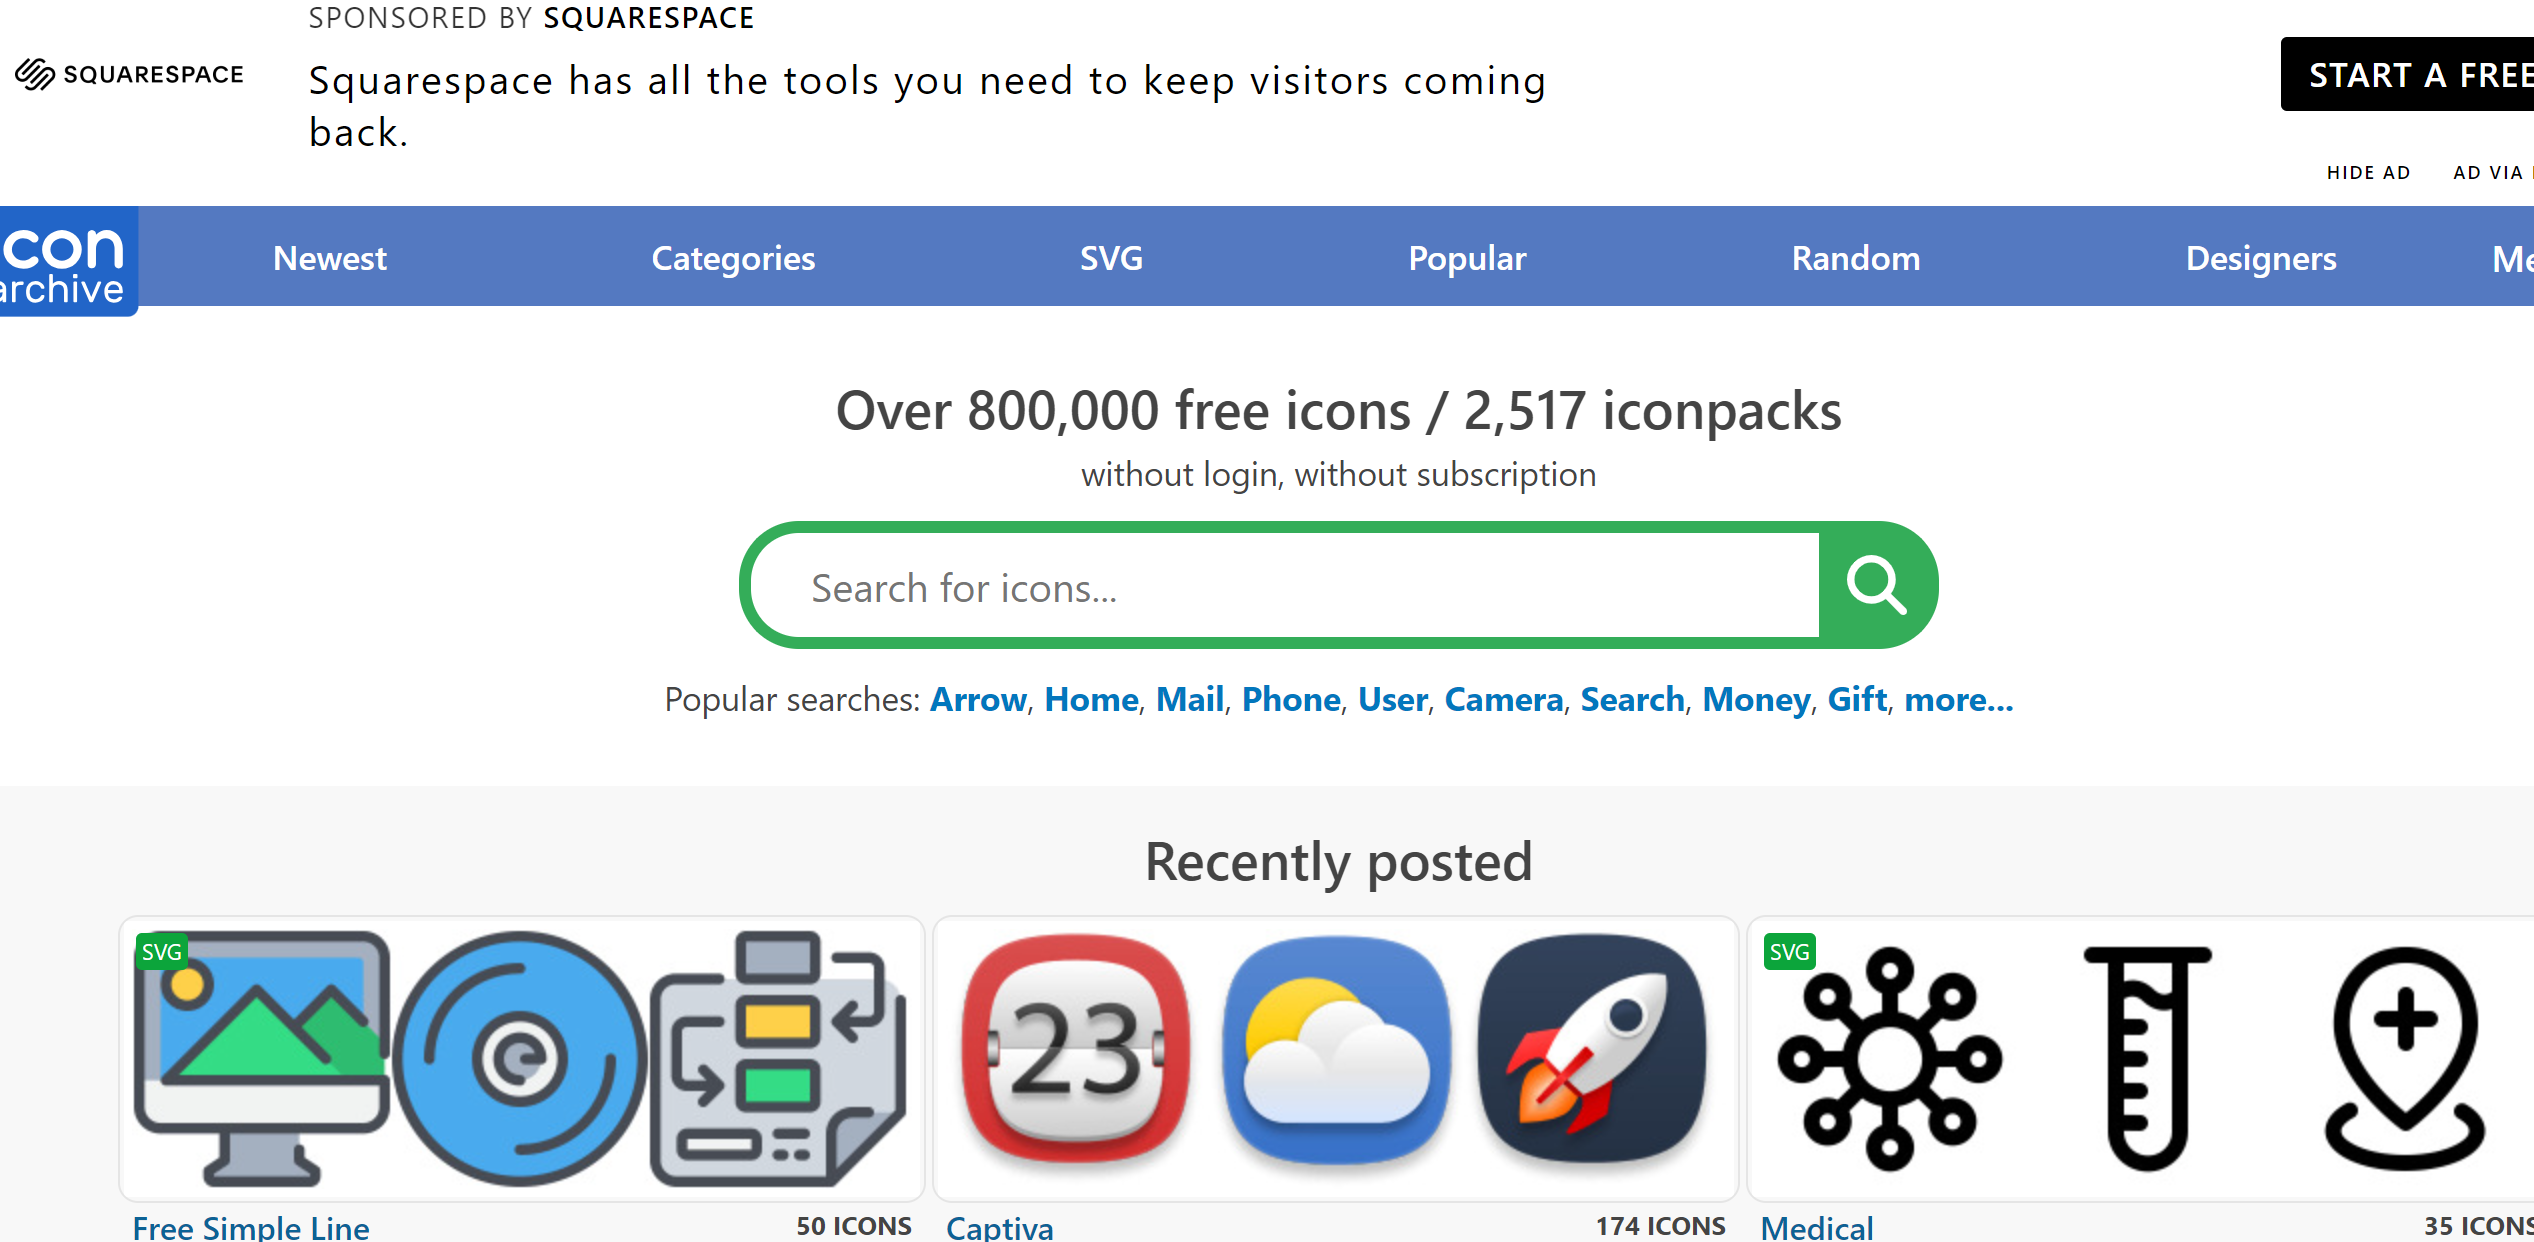 SPONSORED BY SQUARESPACE
SQUARESPACE
Squarespace has all the tools you need to keep visitors coming
back.
START A FREE
HIDE AD AD VIA
con
archive
Newest Categories SVG Popular Random Designers Me
Over 800,000 free icons / 2,517 iconpacks
without login, without subscription
Search for icons...
Popular searches: Arrow, Home, Mail, Phone, User, Camera, Search, Money, Gift, more...
Recently posted
SVG
23
SVG
Free Simple Line 50 ICONS
Captiva 174 ICONS
Medical 35 ICONS